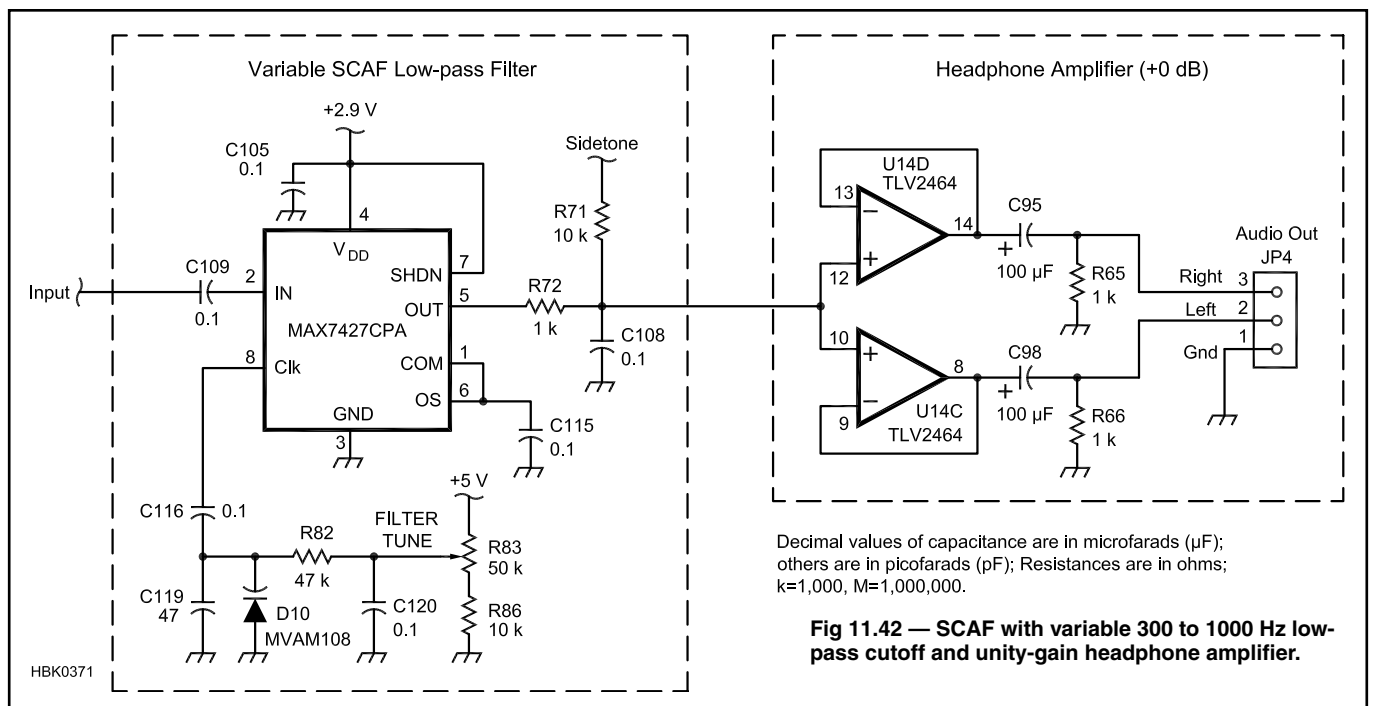 Variable SCAF Low-pass Filter
+2.9 V
C105
0.1
4
V DD
SHDN
7
C109
0.1
2
IN
Input
OUT
5
MAX7427CPA
8
Clk
COM
1
OS
6
GND
3
C115
0.1
R72
1 k
Sidetone
R71
10 k
C108
0.1
C116
0.1
C119
47
D10
MVAM108
R82
47 k
FILTER
TUNE
C120
0.1
+5 V
R83
50 k
R86
10 k
HBK0371
Headphone Amplifier (+0 dB)
U14D
TLV2464
13
−
+
12
14
C95
+
100 µF
R65
1 k
10
+
−
9
8
U14C
TLV2464
C98
+
100 µF
R66
1 k
Audio Out
JP4
Right
3
Left
2
1
Gnd
Decimal values of capacitance are in microfarads (µF);
others are in picofarads (pF); Resistances are in ohms;
k=1,000, M=1,000,000.
Fig 11.42 — SCAF with variable 300 to 1000 Hz low-
pass cutoff and unity-gain headphone amplifier.